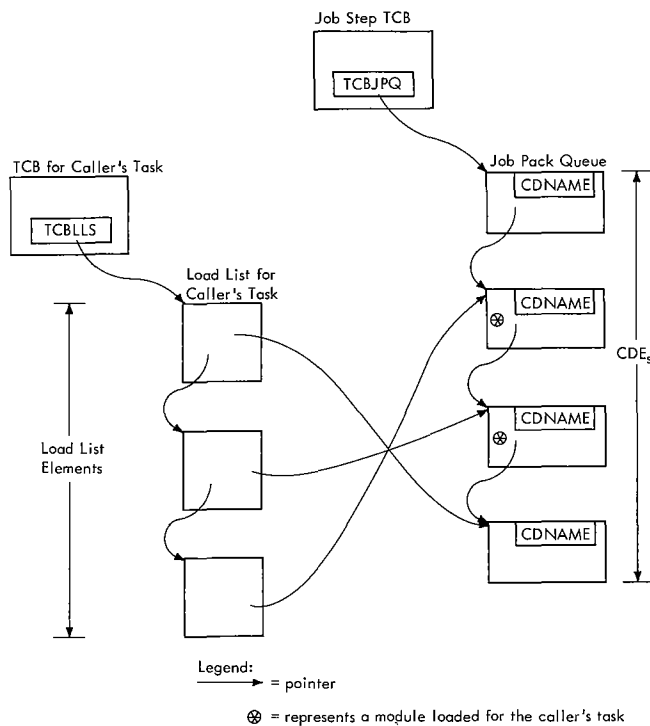 Job Step TCB
TCBJPQ
TCB for Caller's Task
TCBLLS
Job Pack Queue
CDNAME
Load List for
Caller's Task
CDNAME
CDEs
CDNAME
Load List
Elements
CDNAME
Legend:
= pointer
= represents a module loaded for the caller's task